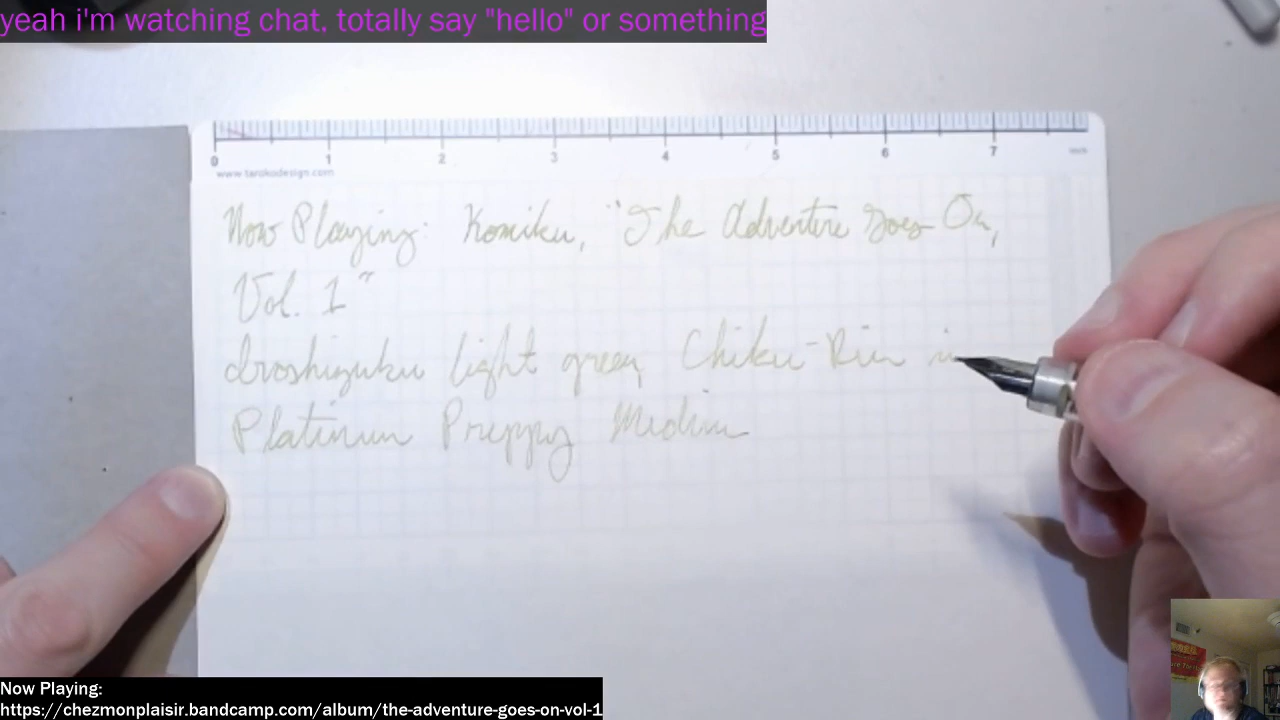 yeah i'm watching chat, totally say "hello" or something
0 1 2 3 4 5 6 7
www.tarokodesign.com
Now Playing: Komiku, "The Adventure Goes On,
Vol. 1"
Iroshizuku light green, Chiku-Rin in
Platinum Preppy Medium
Now Playing:
https://chezmonplaisir.bandcamp.com/album/the-adventure-goes-on-vol-1